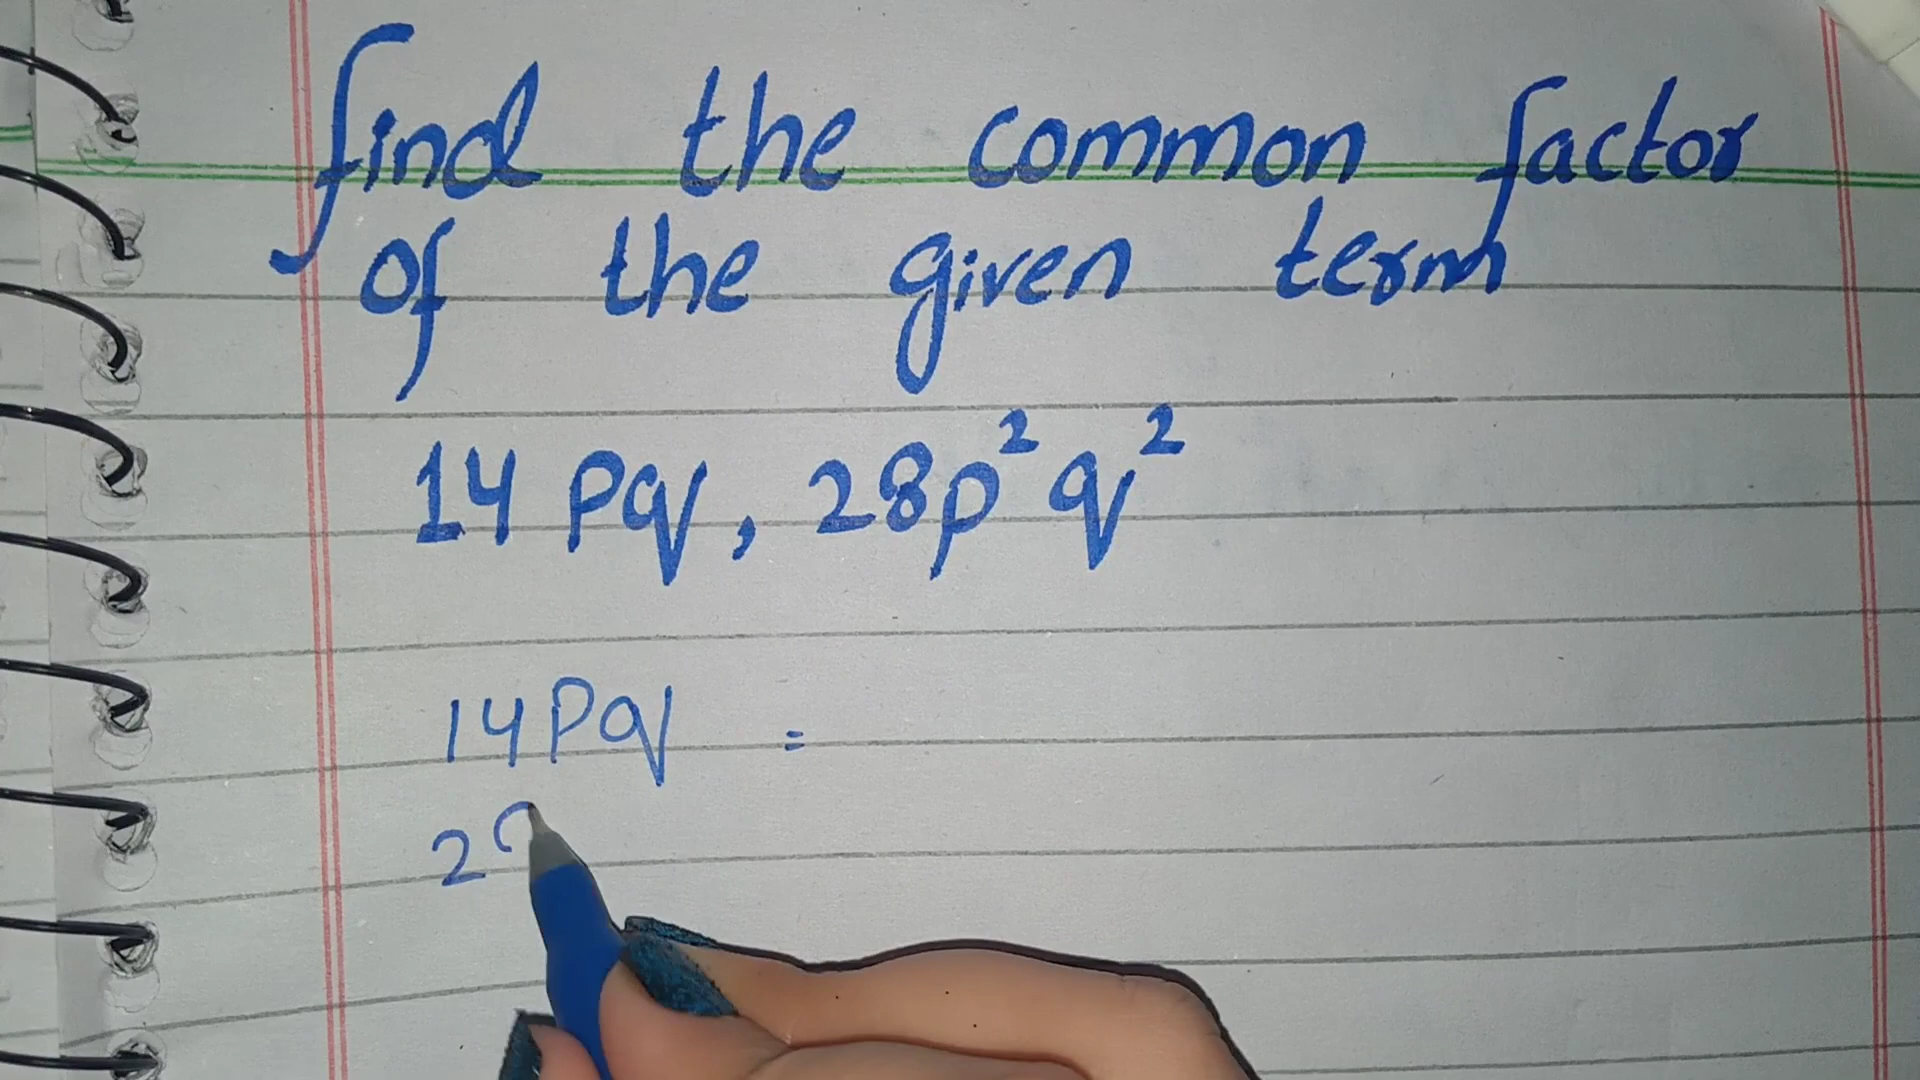 find the common factor
of the given term
14 pq, 28p²q²
14pq =
2